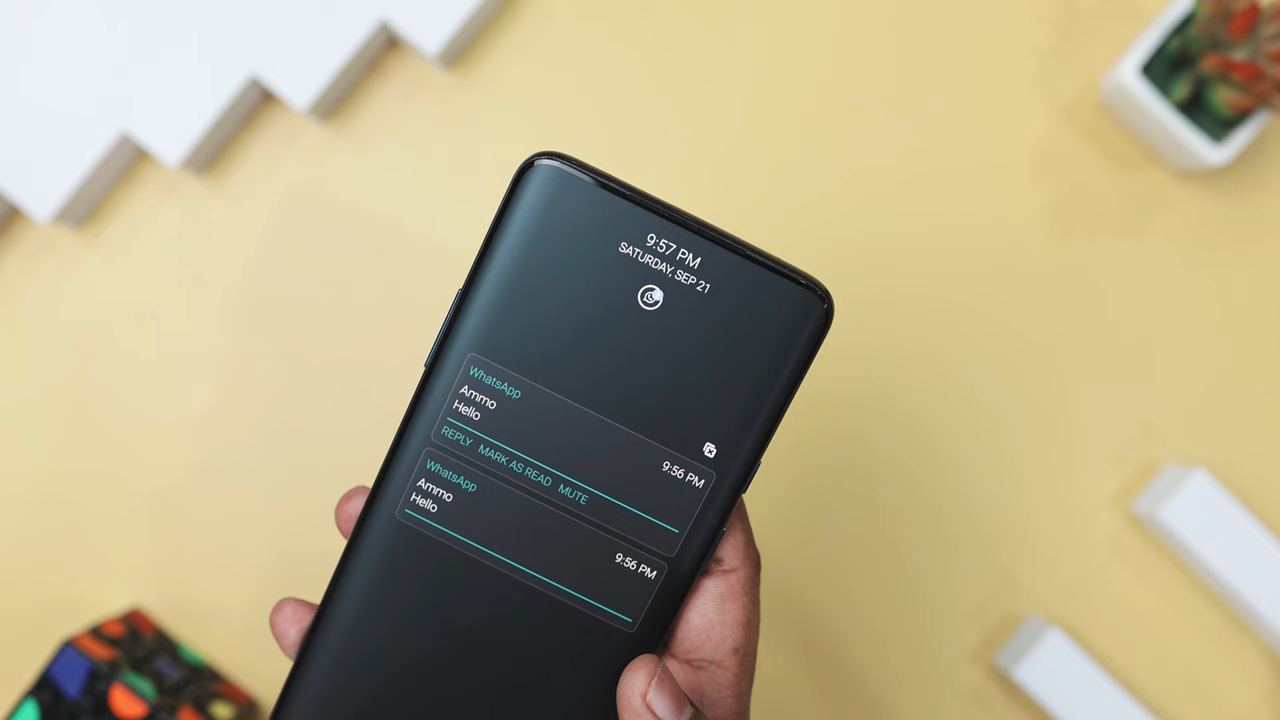 9:57 PM
SATURDAY, SEP 21
WhatsApp
Ammo
Hello
9:56 PM
REPLY MARK AS READ MUTE
WhatsApp
Ammo
Hello
9:56 PM